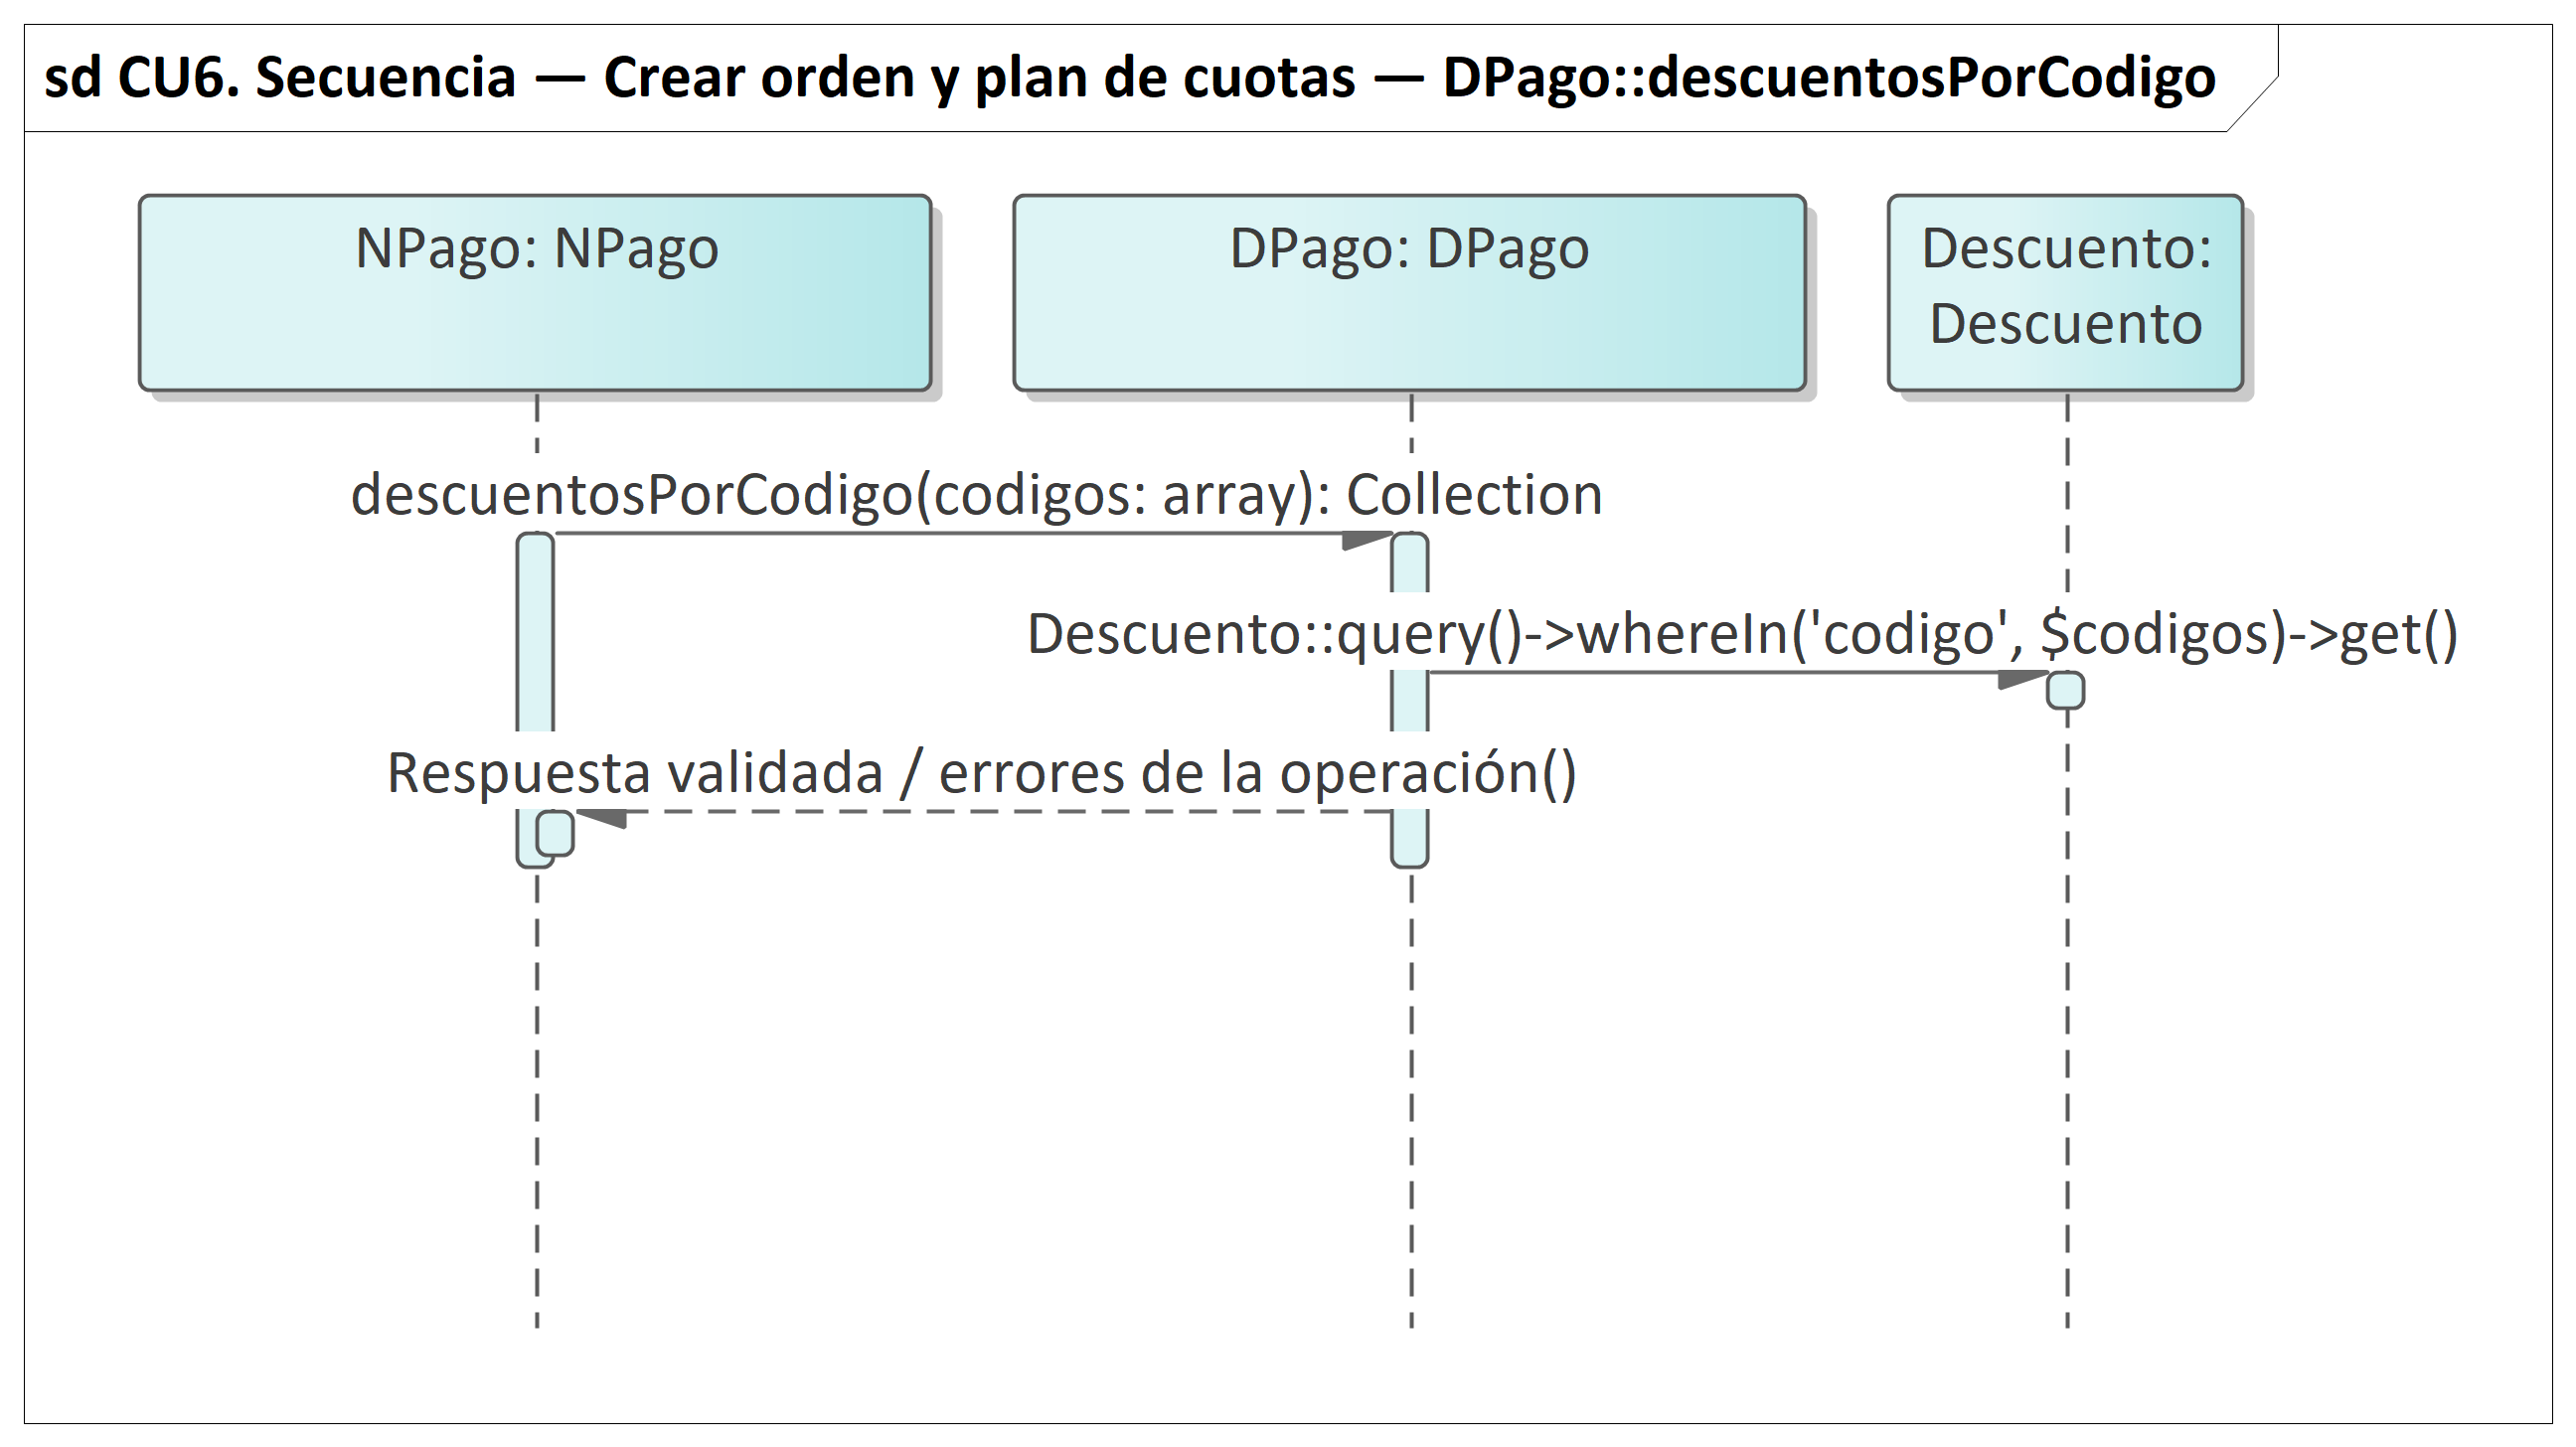 sd CU6. Secuencia — Crear orden y plan de cuotas — DPago::descuentosPorCodigo
NPago: NPago
DPago: DPago
Descuento:
Descuento
descuentosPorCodigo(codigos: array): Collection
Descuento::query()->whereIn('codigo', $codigos)->get()
Respuesta validada / errores de la operación()